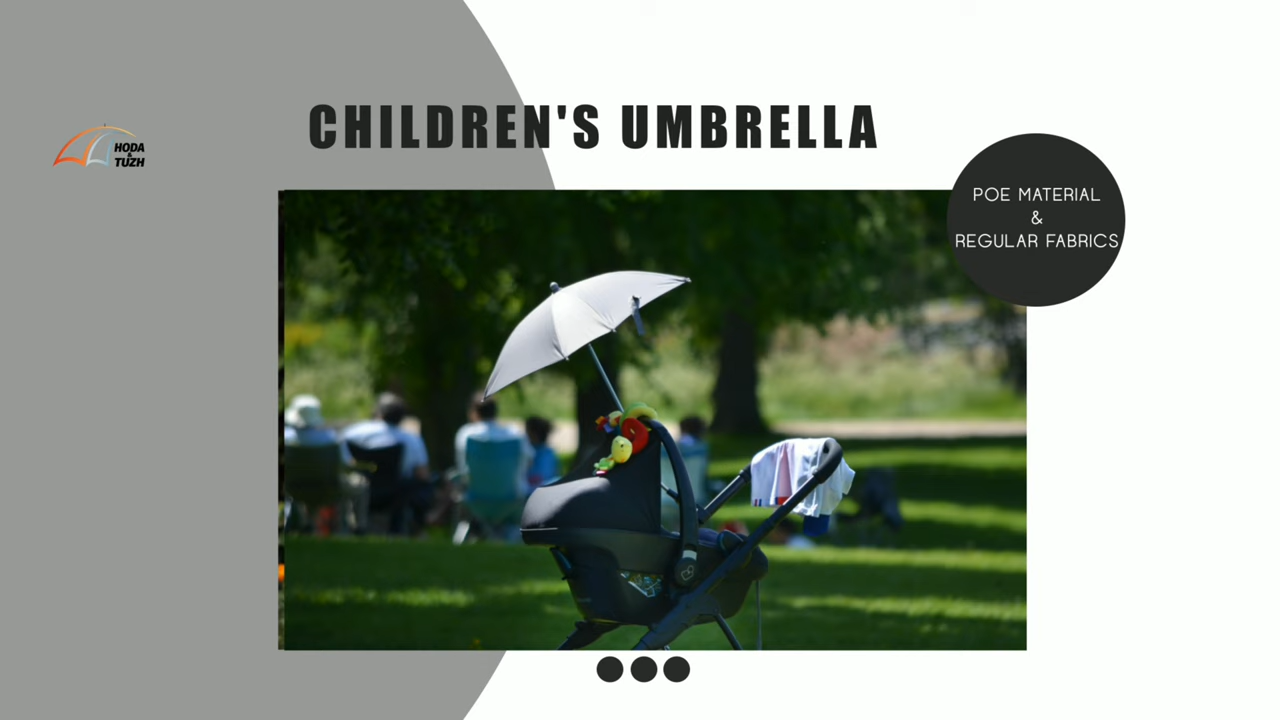 CHILDREN'S UMBRELLA
HODA
&
TUZH
POE MATERIAL
&
REGULAR FABRICS